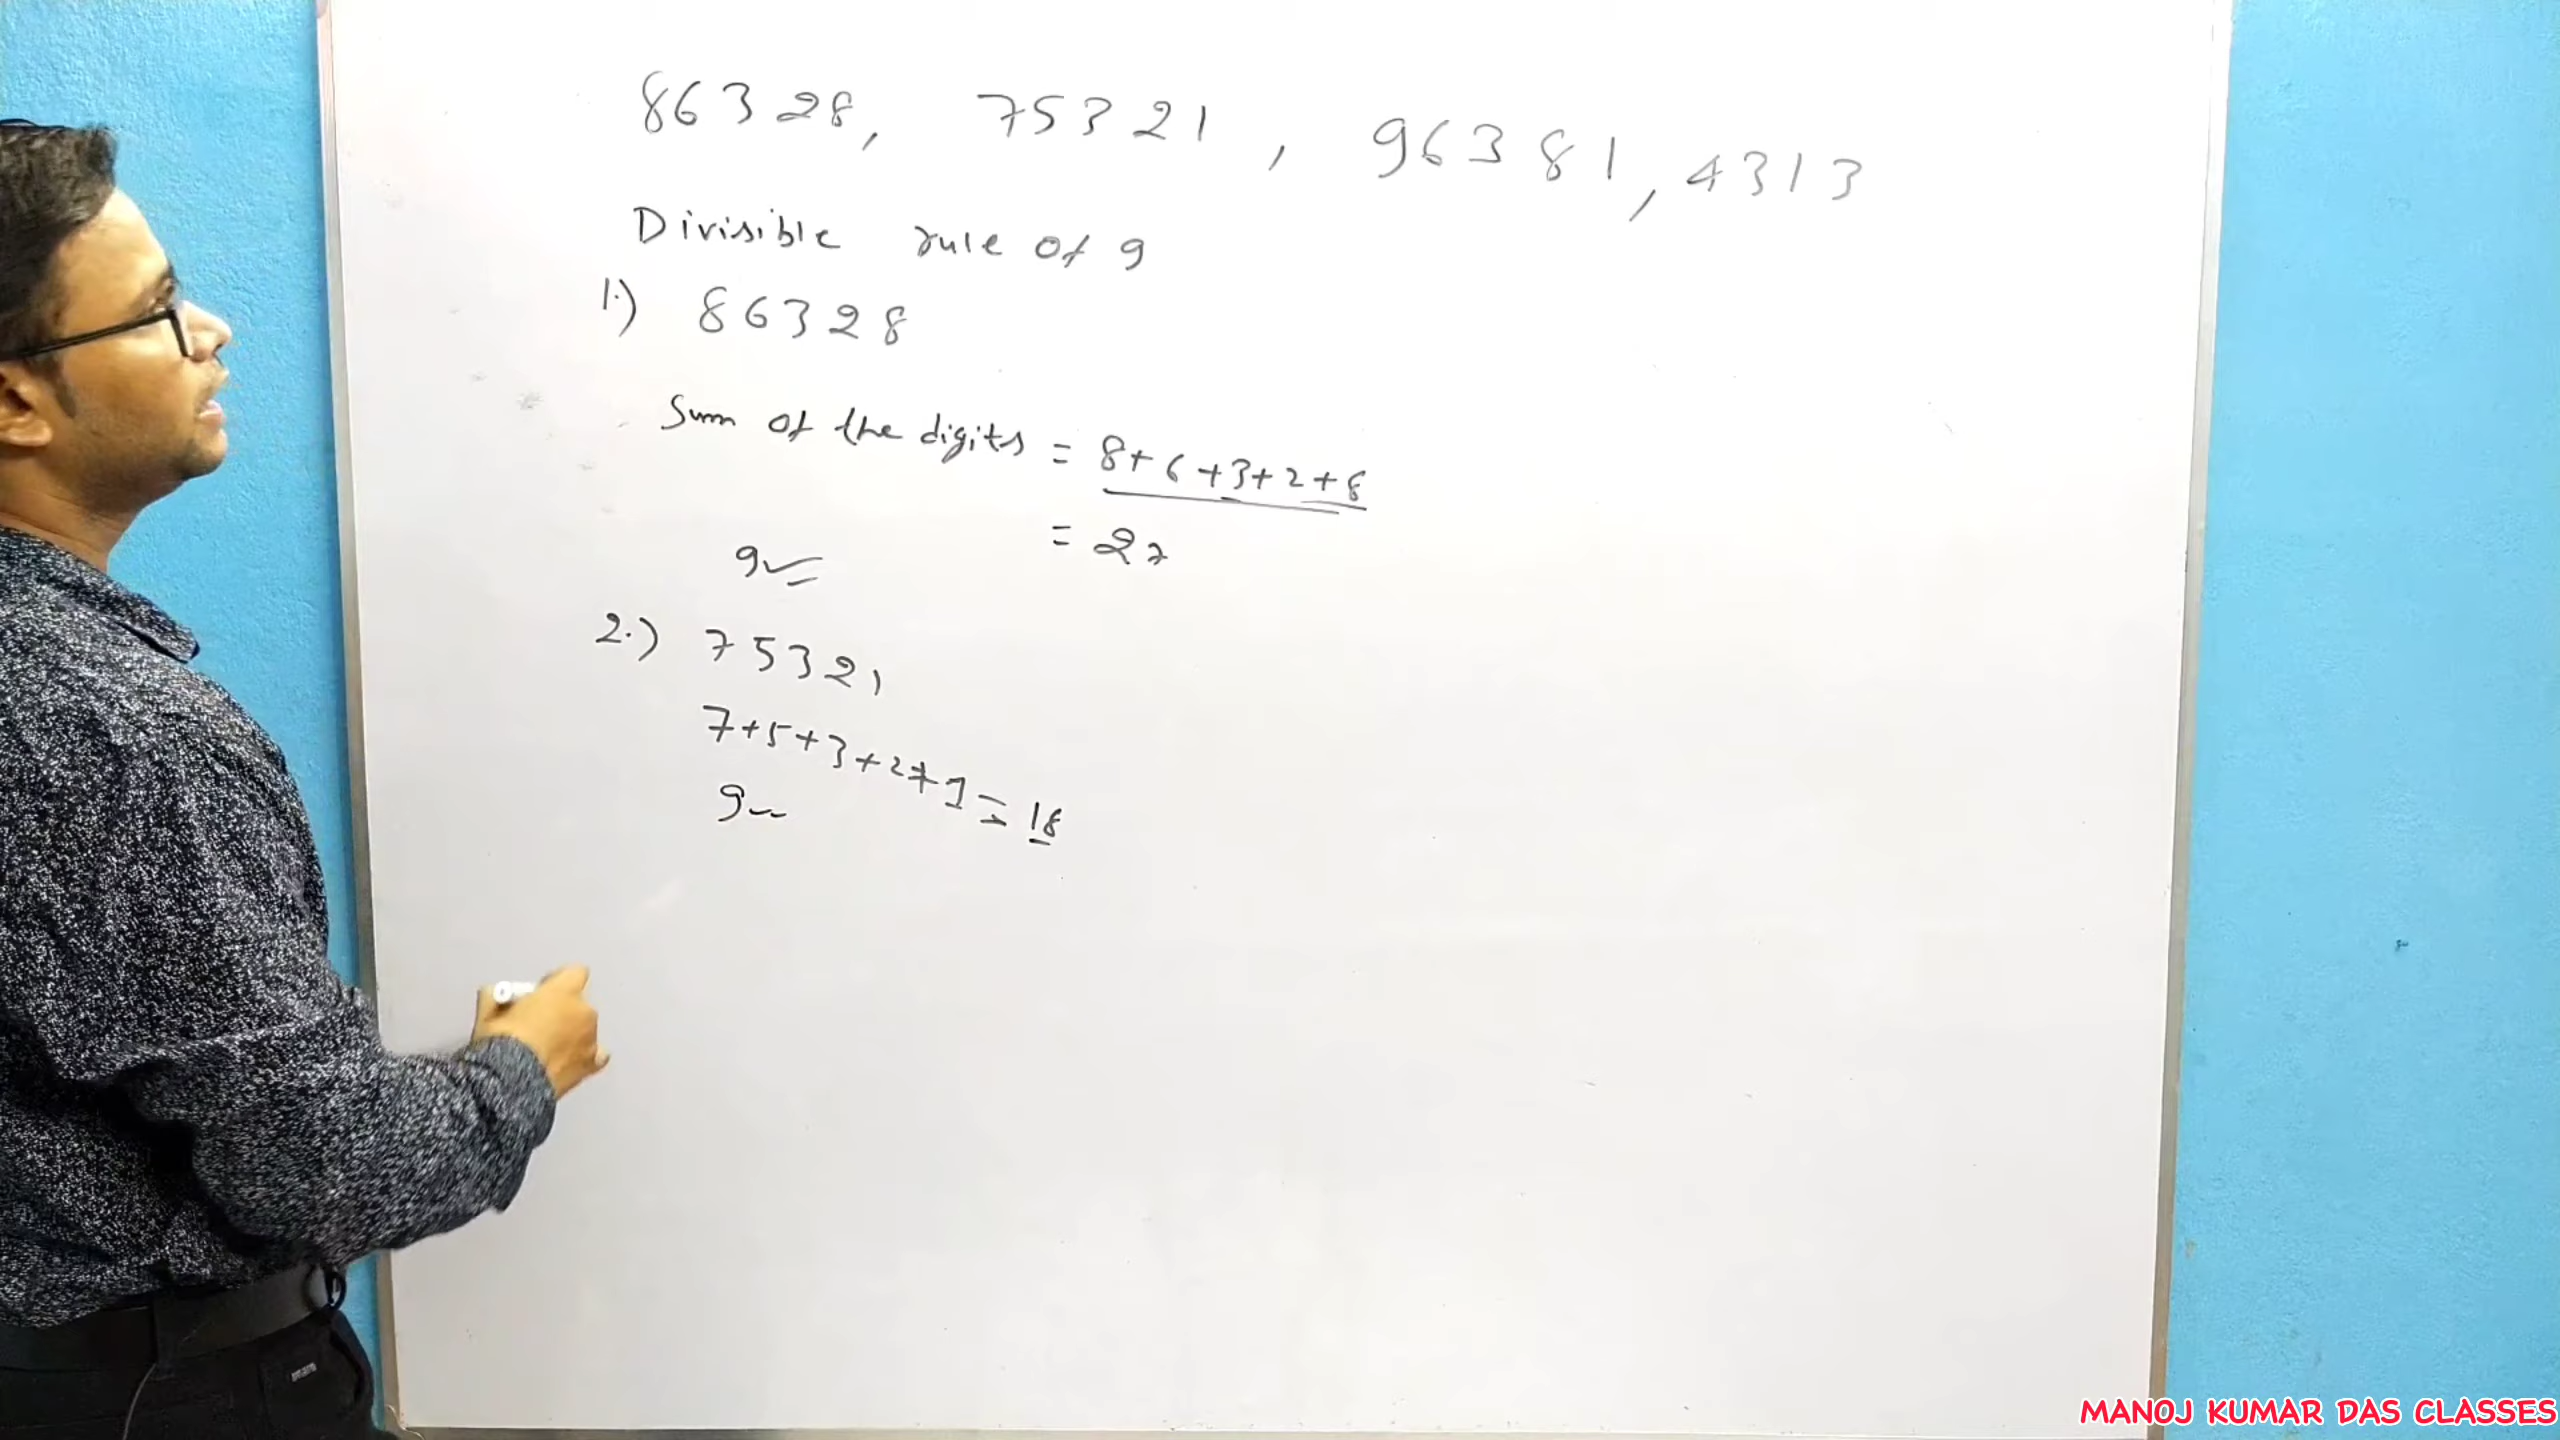 86328, 75321, 96381, 4313
Divisible rule of 9
1.) 86328
Sum of the digits = 8+6+3+2+8
= 27
9✓
2.) 75321
7+5+3+2+1 = 18
9✓
MANOJ KUMAR DAS CLASSES